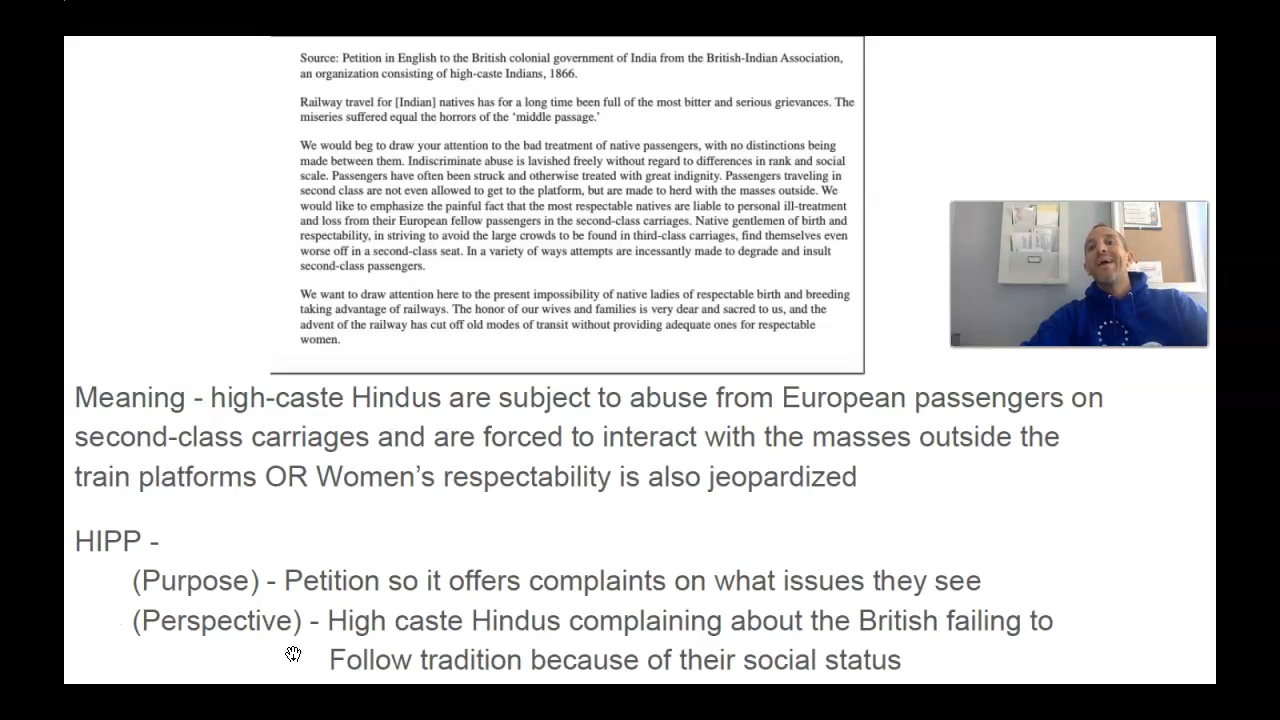 Source: Petition in English to the British colonial government of India from the British-Indian Association,
an organization consisting of high-caste Indians, 1866.
Railway travel for [Indian] natives has for a long time been full of the most bitter and serious grievances. The
miseries suffered equal the horrors of the ‘middle passage.’
We would beg to draw your attention to the bad treatment of native passengers, with no distinctions being
made between them. Indiscriminate abuse is lavished freely without regard to differences in rank and social
scale. Passengers have often been struck and otherwise treated with great indignity. Passengers traveling in
second class are not even allowed to get to the platform, but are made to herd with the masses outside. We
would like to emphasize the painful fact that the most respectable natives are liable to personal ill-treatment
and loss from their European fellow passengers in the second-class carriages. Native gentlemen of birth and
respectability, in striving to avoid the large crowds to be found in third-class carriages, find themselves even
worse off in a second-class seat. In a variety of ways attempts are incessantly made to degrade and insult
second-class passengers.
We want to draw attention here to the present impossibility of native ladies of respectable birth and breeding
taking advantage of railways. The honor of our wives and families is very dear and sacred to us, and the
advent of the railway has cut off old modes of transit without providing adequate ones for respectable
women.
Meaning - high-caste Hindus are subject to abuse from European passengers on
second-class carriages and are forced to interact with the masses outside the
train platforms OR Women’s respectability is also jeopardized
HIPP -
(Purpose) - Petition so it offers complaints on what issues they see
(Perspective) - High caste Hindus complaining about the British failing to
Follow tradition because of their social status